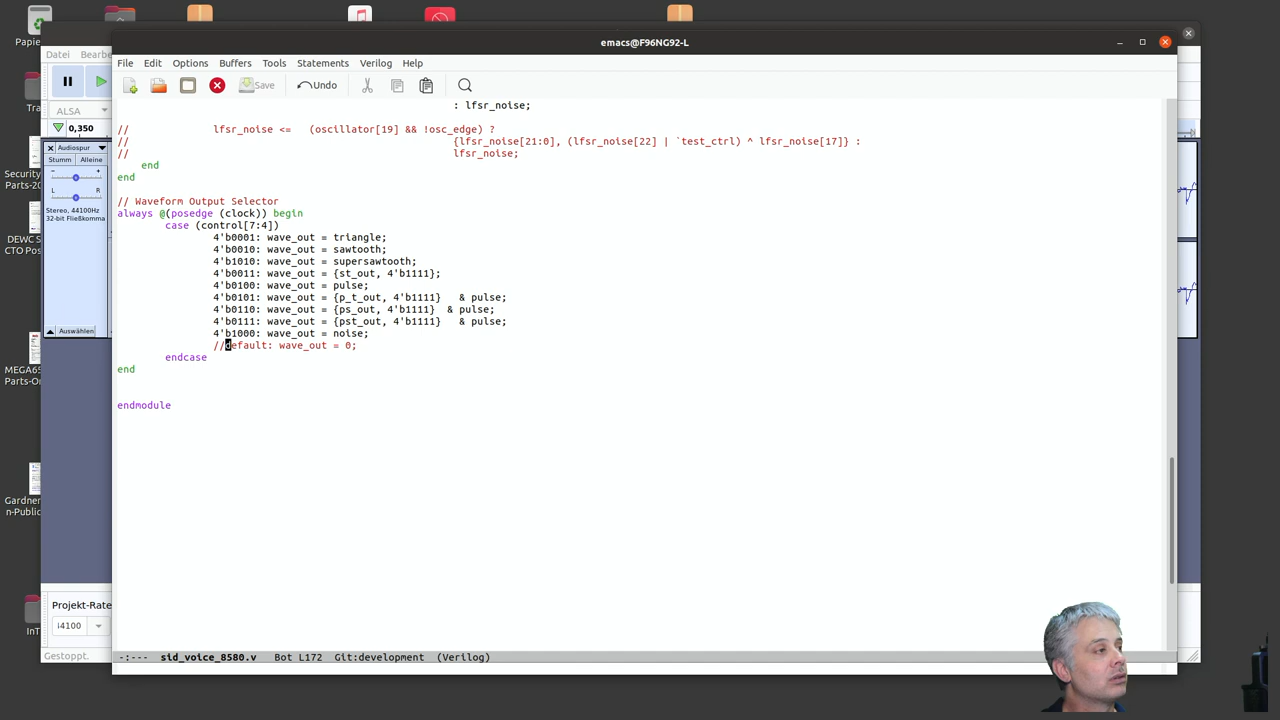 Papie
emacs@F96NG92-L
Datei Bearbe
File Edit Options Buffers Tools Statements Verilog Help
Save Undo
Tra
ALSA
0,350
: lfsr_noise;
// lfsr_noise <= (oscillator[19] && !osc_edge) ?
// {lfsr_noise[21:0], (lfsr_noise[22] | `test_ctrl) ^ lfsr_noise[17]} :
// lfsr_noise;
end
end
Audiospur
Stumm Alleine
- +
L R
Stereo, 44100Hz
32-bit Fließkomma
Auswählen
Security
Parts-20
DEWC S
CTO Pos
MEGA65
Parts-On
Gardner
n-Public
InT
// Waveform Output Selector
always @(posedge (clock)) begin
case (control[7:4])
4'b0001: wave_out = triangle;
4'b0010: wave_out = sawtooth;
4'b1010: wave_out = supersawtooth;
4'b0011: wave_out = {st_out, 4'b1111};
4'b0100: wave_out = pulse;
4'b0101: wave_out = {p_t_out, 4'b1111} & pulse;
4'b0110: wave_out = {ps_out, 4'b1111} & pulse;
4'b0111: wave_out = {pst_out, 4'b1111} & pulse;
4'b1000: wave_out = noise;
//default: wave_out = 0;
endcase
end
endmodule
Projekt-Rate
44100
Gestoppt.
-:--- sid_voice_8580.v Bot L172 Git:development (Verilog)